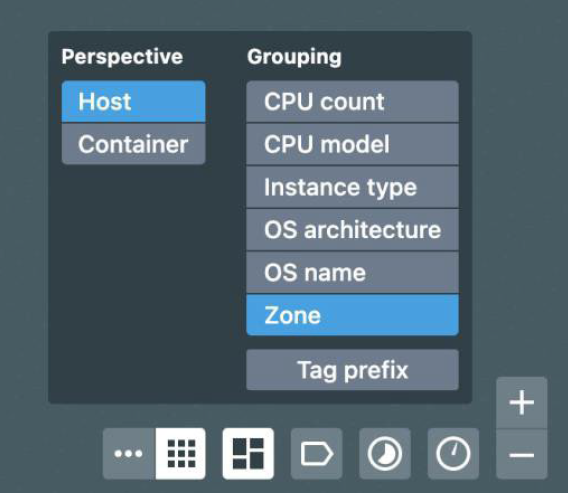 Perspective
Host
Container
Grouping
CPU count
CPU model
Instance type
OS architecture
OS name
Zone
Tag prefix